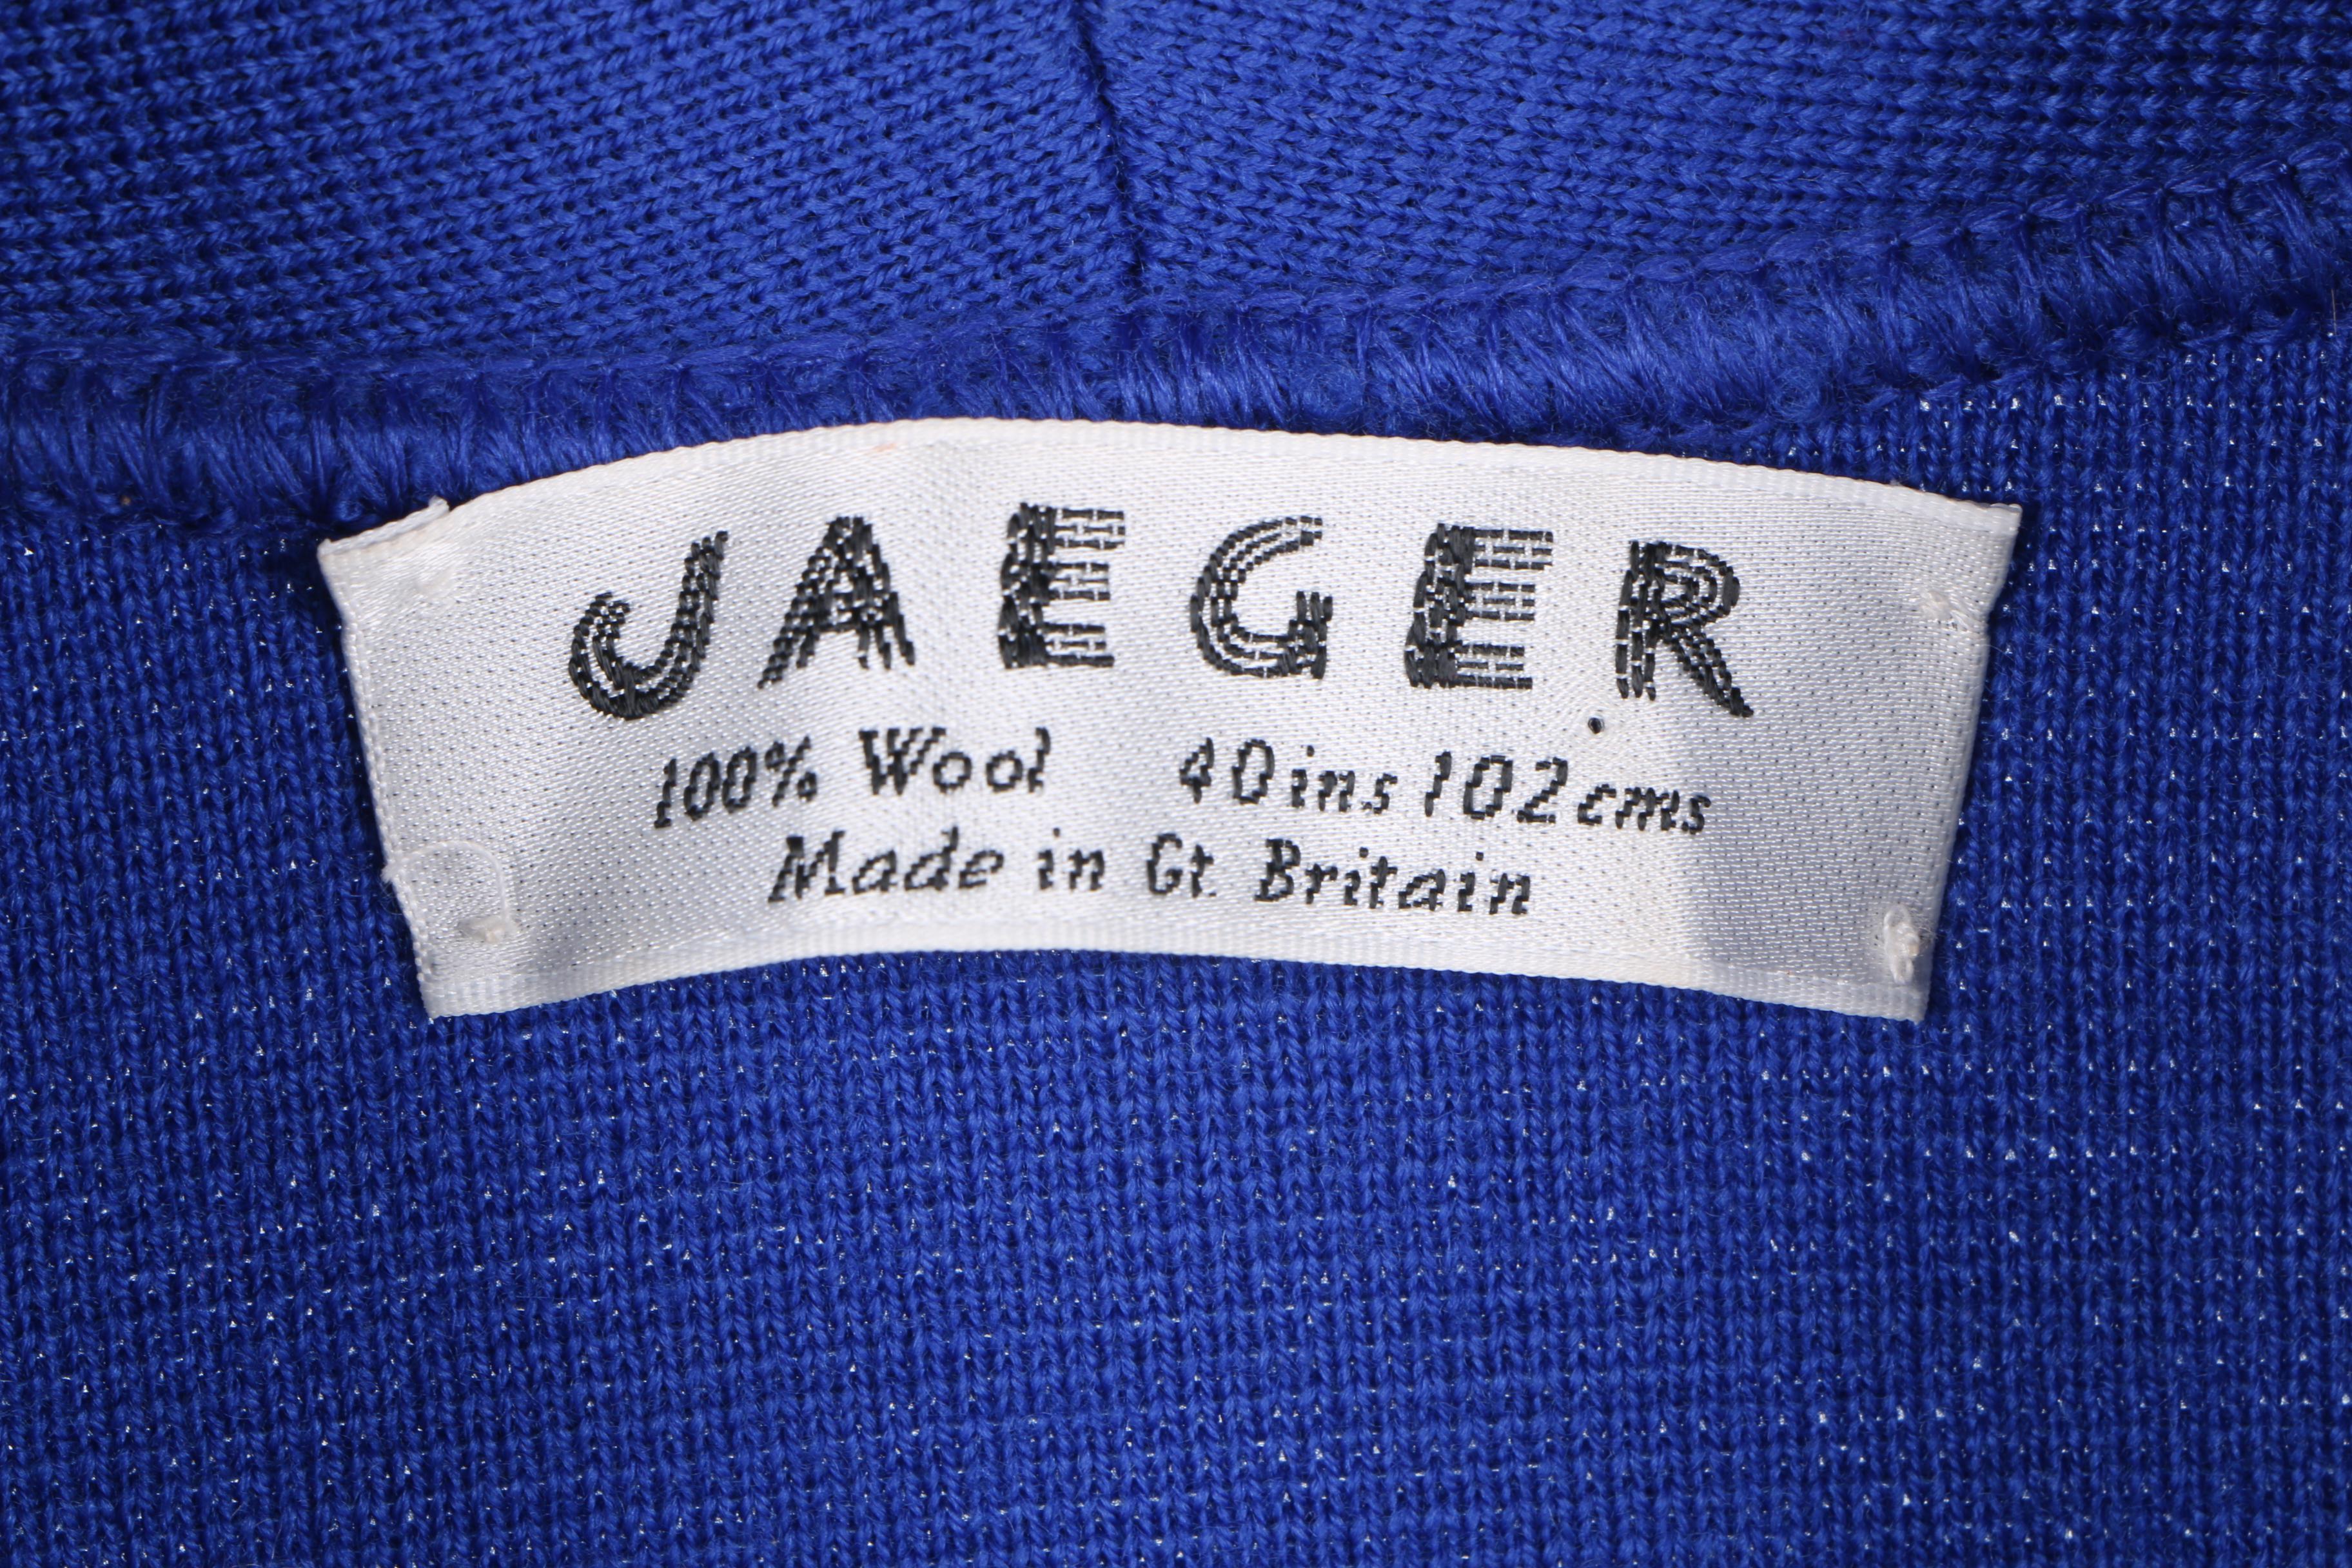 JAEGER
100% Wool 40ins 102cms
Made in Gt. Britain